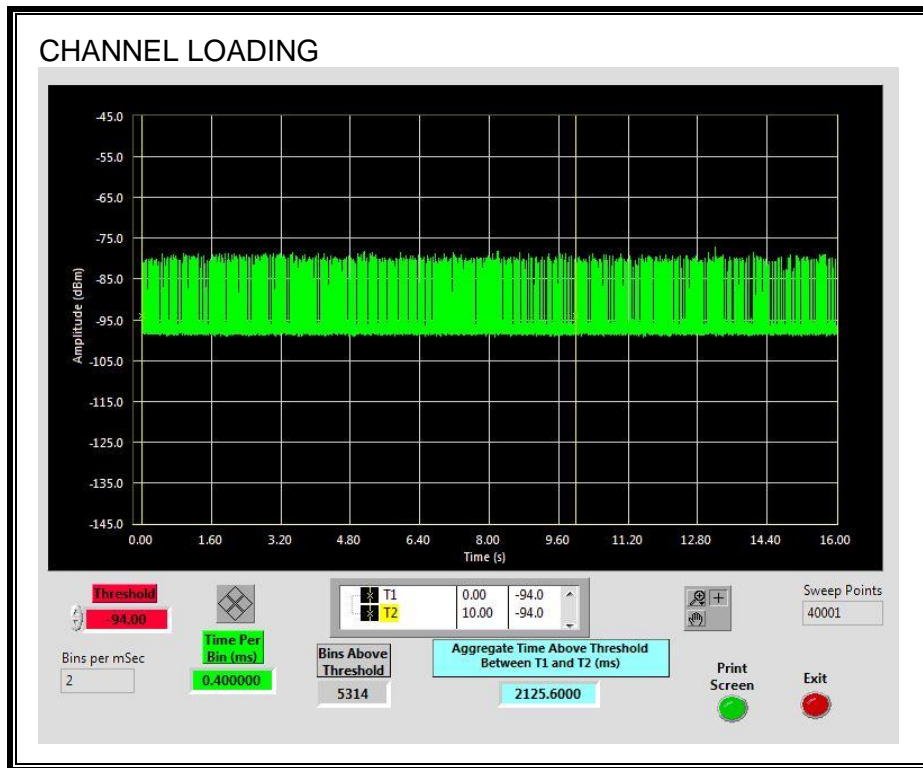 CHANNEL LOADING
-45.0
-55.0
-65.0
-75.0
-85.0
-95.0
-105.0
-115.0
-125.0
-135.0
-145.0
Amplitude (dBm)
0.00 1.60 3.20 4.80 6.40 8.00 9.60 11.20 12.80 14.40 16.00
Time (s)
Threshold
-94.00
Bins per mSec
2
Time Per
Bin (ms)
0.400000
T1 0.00 -94.0
T2 10.00 -94.0
Bins Above
Threshold
5314
Aggregate Time Above Threshold
Between T1 and T2 (ms)
2125.6000
Sweep Points
40001
Print
Screen
Exit